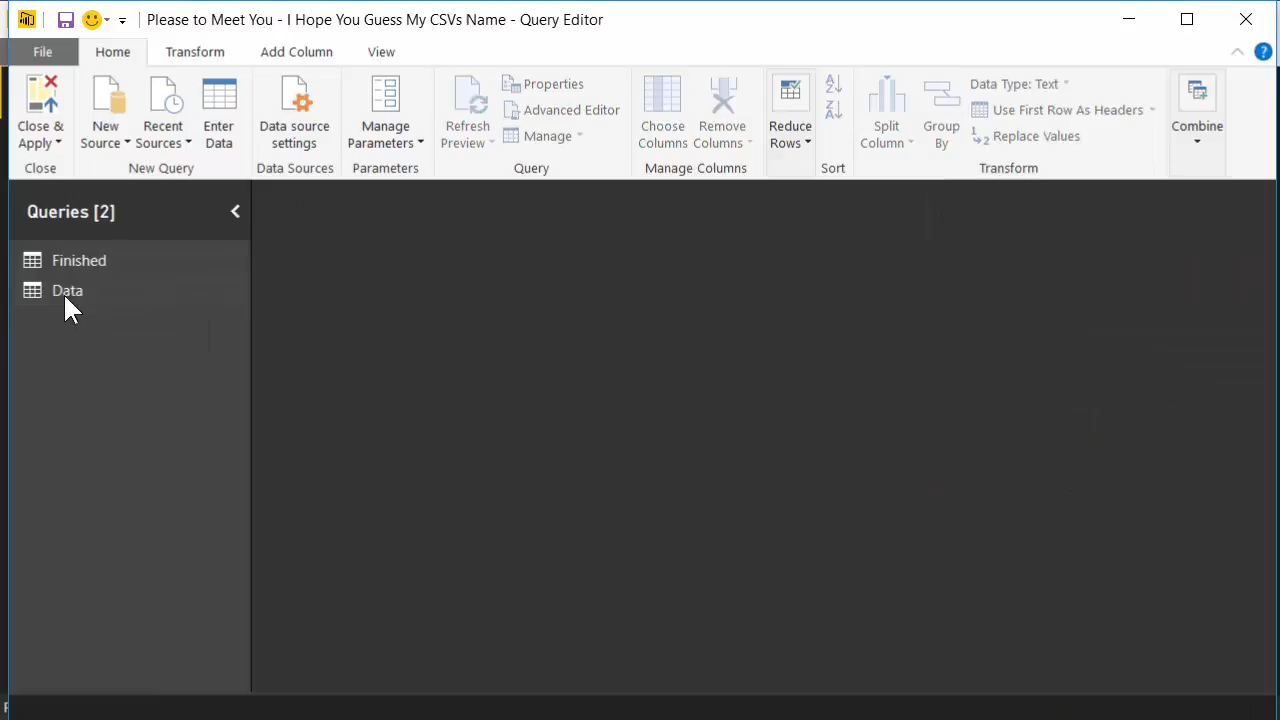 Please to Meet You - I Hope You Guess My CSVs Name - Query Editor
File Home Transform Add Column View
Close & Apply
New Source
Recent Sources
Enter Data
Data source settings
Manage Parameters
Refresh Preview
Properties
Advanced Editor
Manage
Choose Columns
Remove Columns
Reduce Rows
Split Column
Group By
Data Type: Text
Use First Row As Headers
Replace Values
Combine
Close New Query Data Sources Parameters Query Manage Columns Sort Transform
Queries [2]
Finished
Data